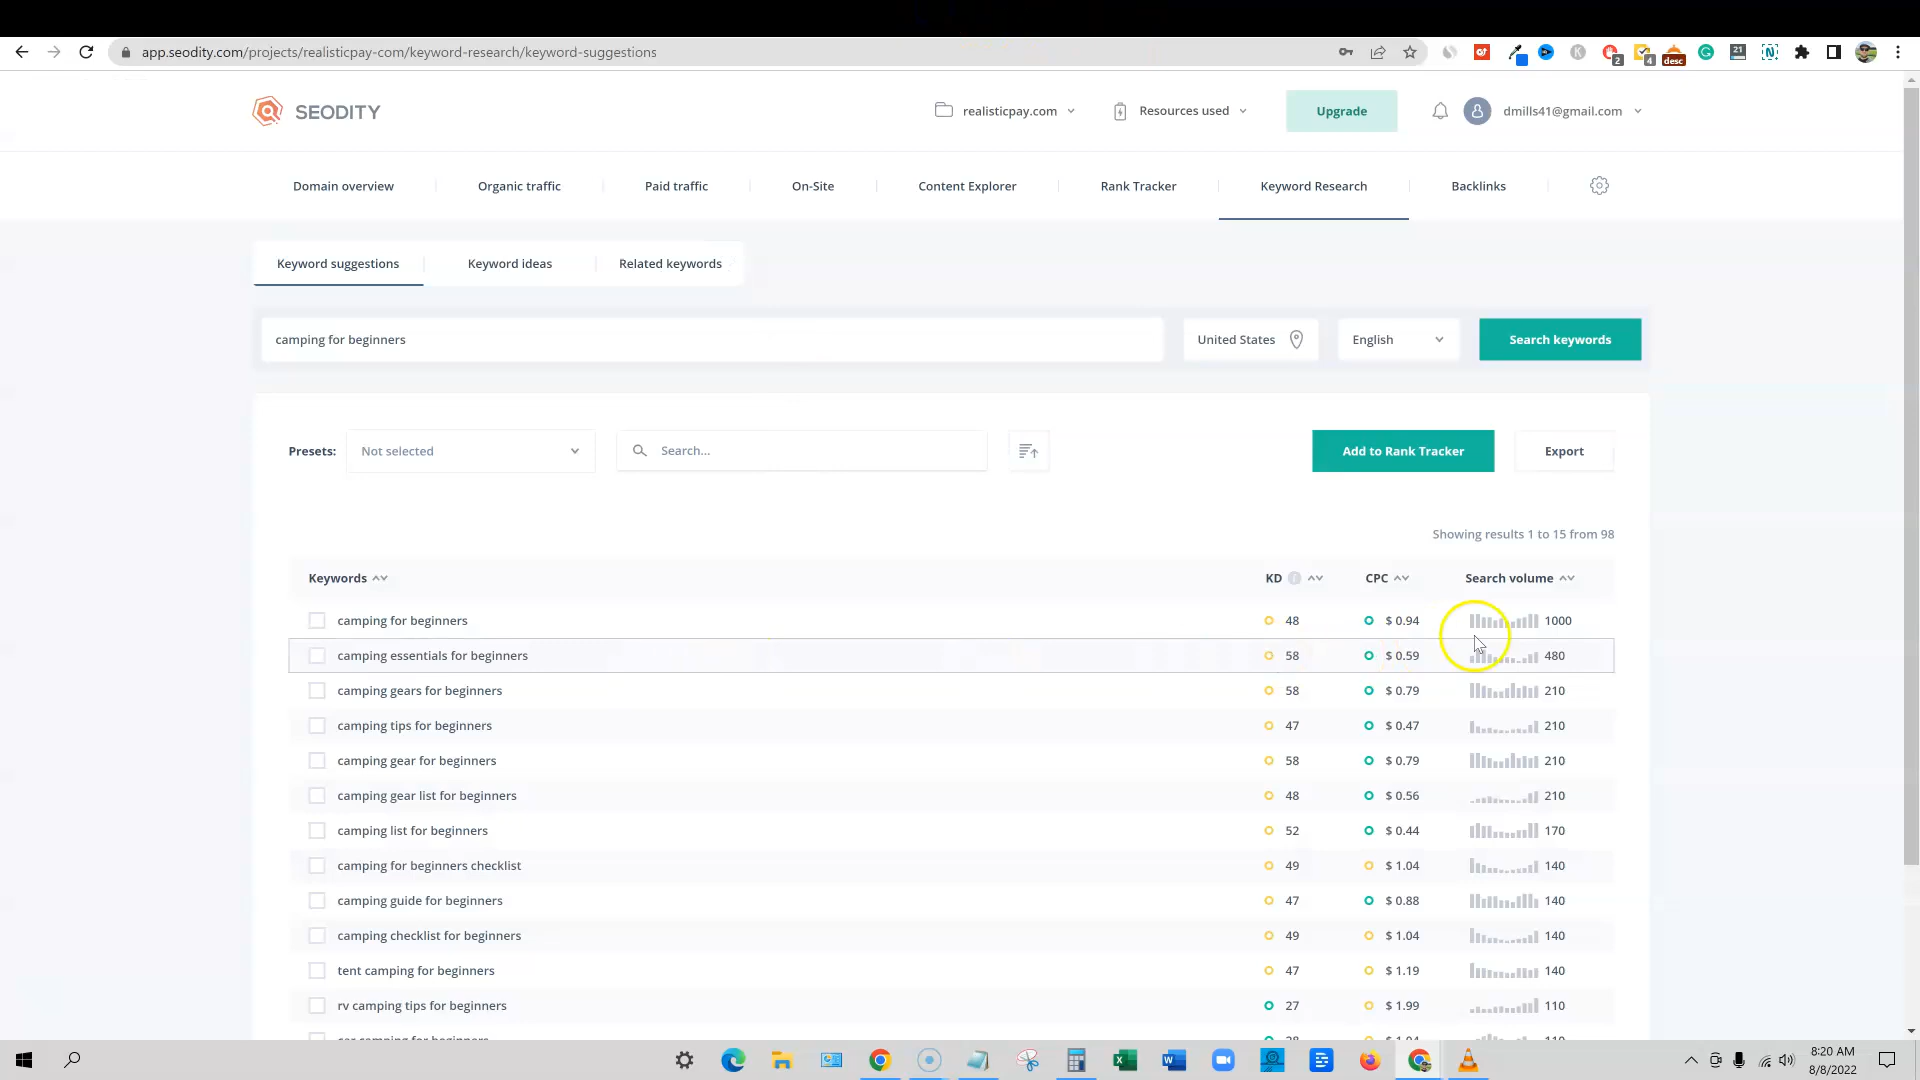 app.seodity.com/projects/realisticpay-com/keyword-research/keyword-suggestions
2
4
desc
21
SEODITY
realisticpay.com
Resources used
Upgrade
dmills41@gmail.com
Domain overview
Organic traffic
Paid traffic
On-Site
Content Explorer
Rank Tracker
Keyword Research
Backlinks
Keyword suggestions
Keyword ideas
Related keywords
camping for beginners
United States
English
Search keywords
Presets:
Not selected
Search...
Add to Rank Tracker
Export
Showing results 1 to 15 from 98
Keywords KD CPC Search volume
camping for beginners 48 $ 0.94 1000
camping essentials for beginners 58 $ 0.59 480
camping gears for beginners 58 $ 0.79 210
camping tips for beginners 47 $ 0.47 210
camping gear for beginners 58 $ 0.79 210
camping gear list for beginners 48 $ 0.56 210
camping list for beginners 52 $ 0.44 170
camping for beginners checklist 49 $ 1.04 140
camping guide for beginners 47 $ 0.88 140
camping checklist for beginners 49 $ 1.04 140
tent camping for beginners 47 $ 1.19 140
rv camping tips for beginners 27 $ 1.99 110
8:20 AM
8/8/2022